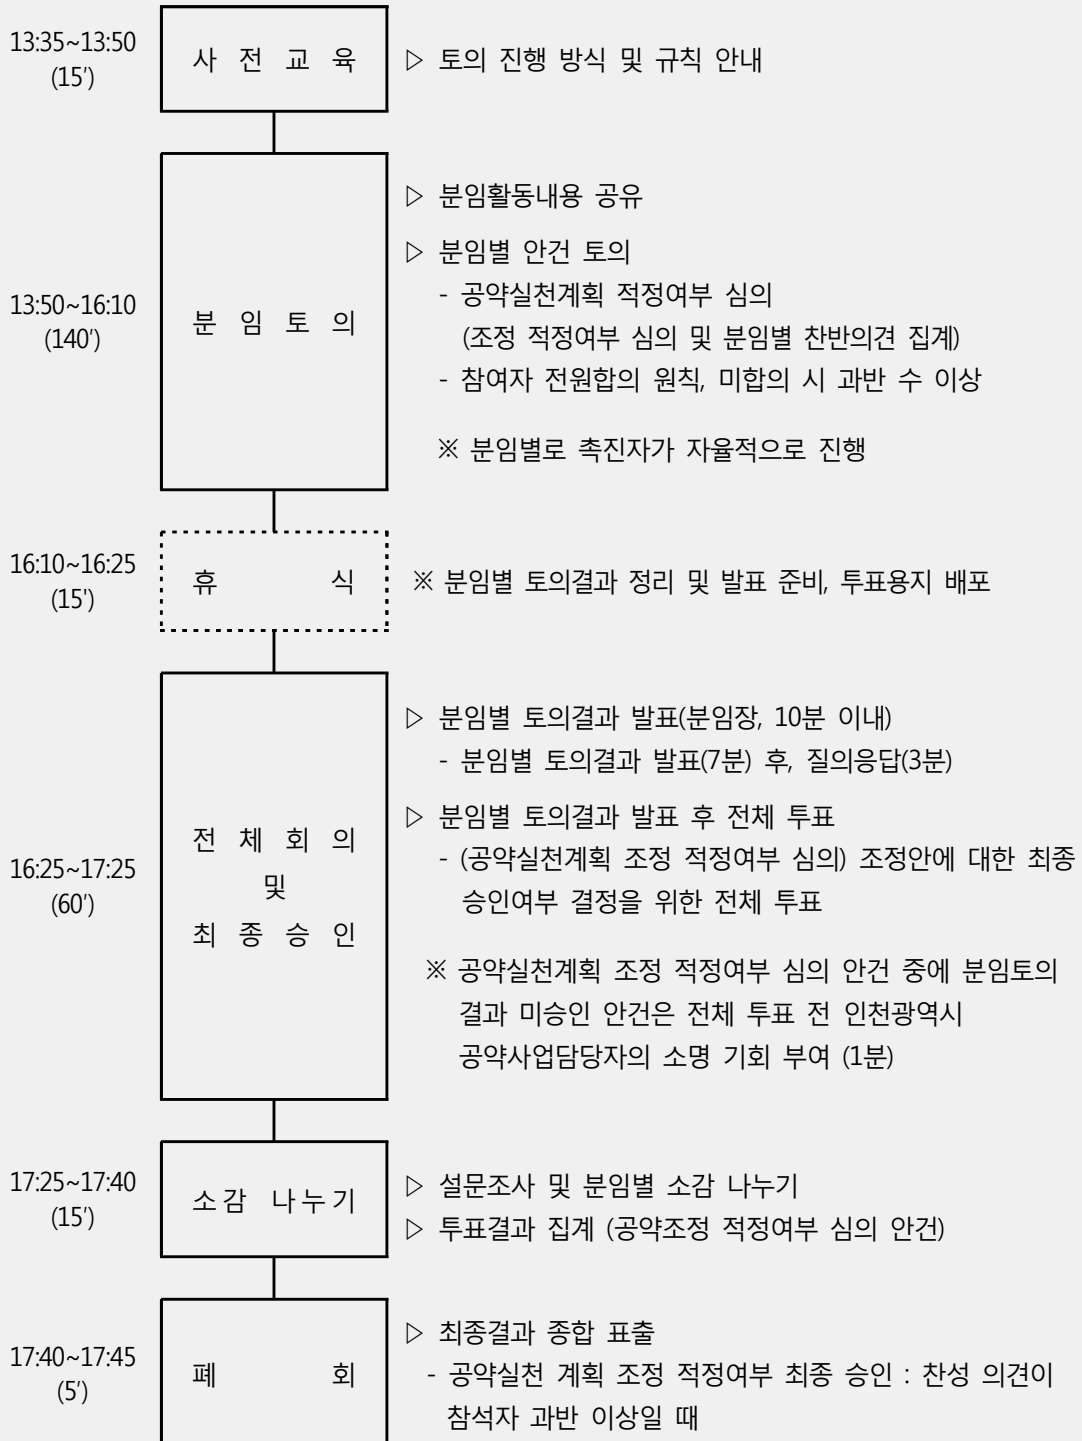 13:35~13:50
(15′)
사 전 교 육
▷ 토의 진행 방식 및 규칙 안내
13:50~16:10
(140′)
분 임 토 의
▷ 분임활동내용 공유
▷ 분임별 안건 토의
- 공약실천계획 적정여부 심의
(조정 적정여부 심의 및 분임별 찬반의견 집계)
- 참여자 전원합의 원칙, 미합의 시 과반 수 이상
※ 분임별로 촉진자가 자율적으로 진행
16:10~16:25
(15')
휴 식
※ 분임별 토의결과 정리 및 발표 준비, 투표용지 배포
16:25~17:25
(60′)
전 체 회 의
및
최 종 승 인
▷ 분임별 토의결과 발표(분임장, 10분 이내)
- 분임별 토의결과 발표(7분) 후, 질의응답(3분)
▷ 분임별 토의결과 발표 후 전체 투표
- (공약실천계획 조정 적정여부 심의) 조정안에 대한 최종
승인여부 결정을 위한 전체 투표
※ 공약실천계획 조정 적정여부 심의 안건 중에 분임토의
결과 미승인 안건은 전체 투표 전 인천광역시
공약사업담당자의 소명 기회 부여 (1분)
17:25~17:40
(15′)
소감 나누기
▷ 설문조사 및 분임별 소감 나누기
▷ 투표결과 집계 (공약조정 적정여부 심의 안건)
17:40~17:45
(5′)
폐 회
▷ 최종결과 종합 표출
- 공약실천 계획 조정 적정여부 최종 승인 : 찬성 의견이
참석자 과반 이상일 때